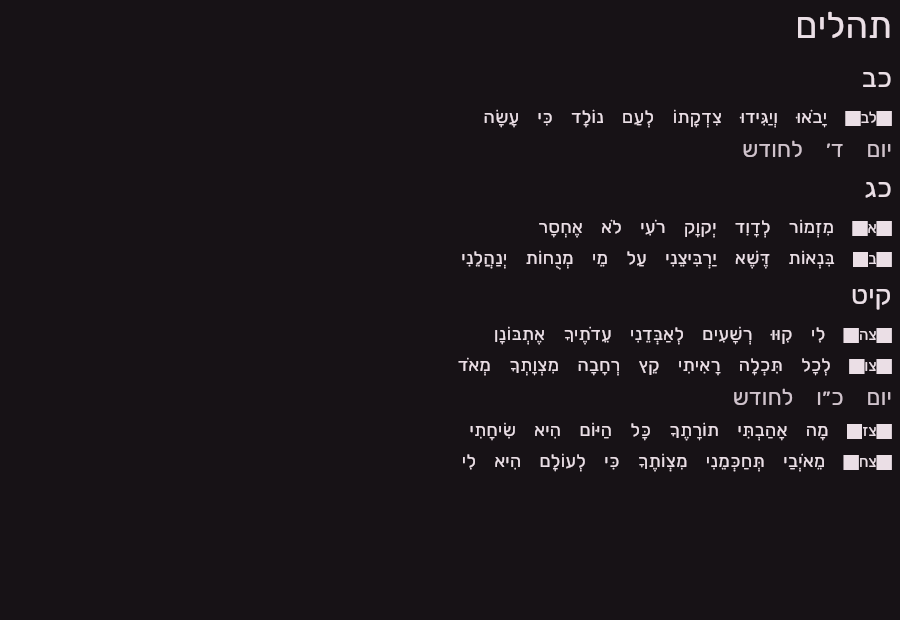 תהלים
כב
לב יָבֹאוּ וְיַגִּידוּ צִדְקָתוֹ לְעַם נוֹלָד כִּי עָשָׂה
יום ד׳ לחודש
כג
א מִזְמוֹר לְדָוִד יְקוָק רֹעִי לֹא אֶחְסָר
ב בִּנְאוֹת דֶּשֶׁא יַרְבִּיצֵנִי עַל מֵי מְנֻחוֹת יְנַהֲלֵנִי
קיט
צה לִי קִוּוּ רְשָׁעִים לְאַבְּדֵנִי עֵדֹתֶיךָ אֶתְבּוֹנָן
צו לְכָל תִּכְלָה רָאִיתִי קֵץ רְחָבָה מִצְוָתְךָ מְאֹד
יום כ״ו לחודש
צז מָה אָהַבְתִּי תוֹרָתֶךָ כָּל הַיּוֹם הִיא שִׂיחָתִי
צח מֵאֹיְבַי תְּחַכְּמֵנִי מִצְוֹתֶךָ כִּי לְעוֹלָם הִיא לִי